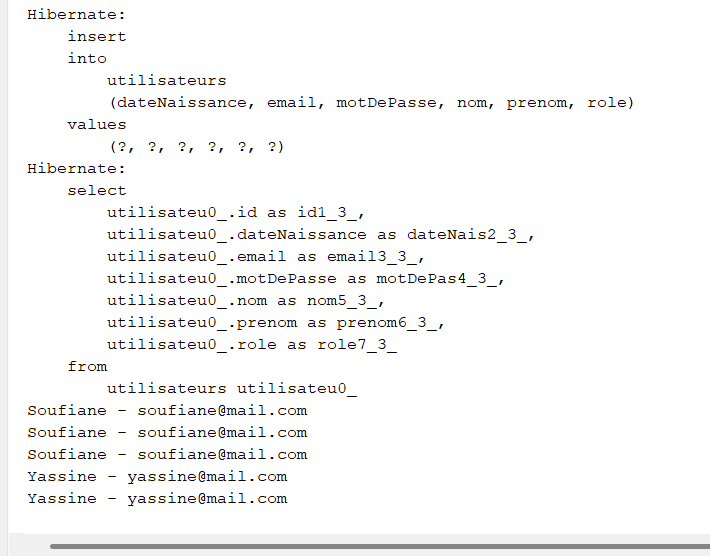 Hibernate:
    insert
    into
        utilisateurs
        (dateNaissance, email, motDePasse, nom, prenom, role)
    values
        (?, ?, ?, ?, ?, ?)
Hibernate:
    select
        utilisateu0_.id as id1_3_,
        utilisateu0_.dateNaissance as dateNais2_3_,
        utilisateu0_.email as email3_3_,
        utilisateu0_.motDePasse as motDePas4_3_,
        utilisateu0_.nom as nom5_3_,
        utilisateu0_.prenom as prenom6_3_,
        utilisateu0_.role as role7_3_
    from
        utilisateurs utilisateu0_
Soufiane - soufiane@mail.com
Soufiane - soufiane@mail.com
Soufiane - soufiane@mail.com
Yassine - yassine@mail.com
Yassine - yassine@mail.com